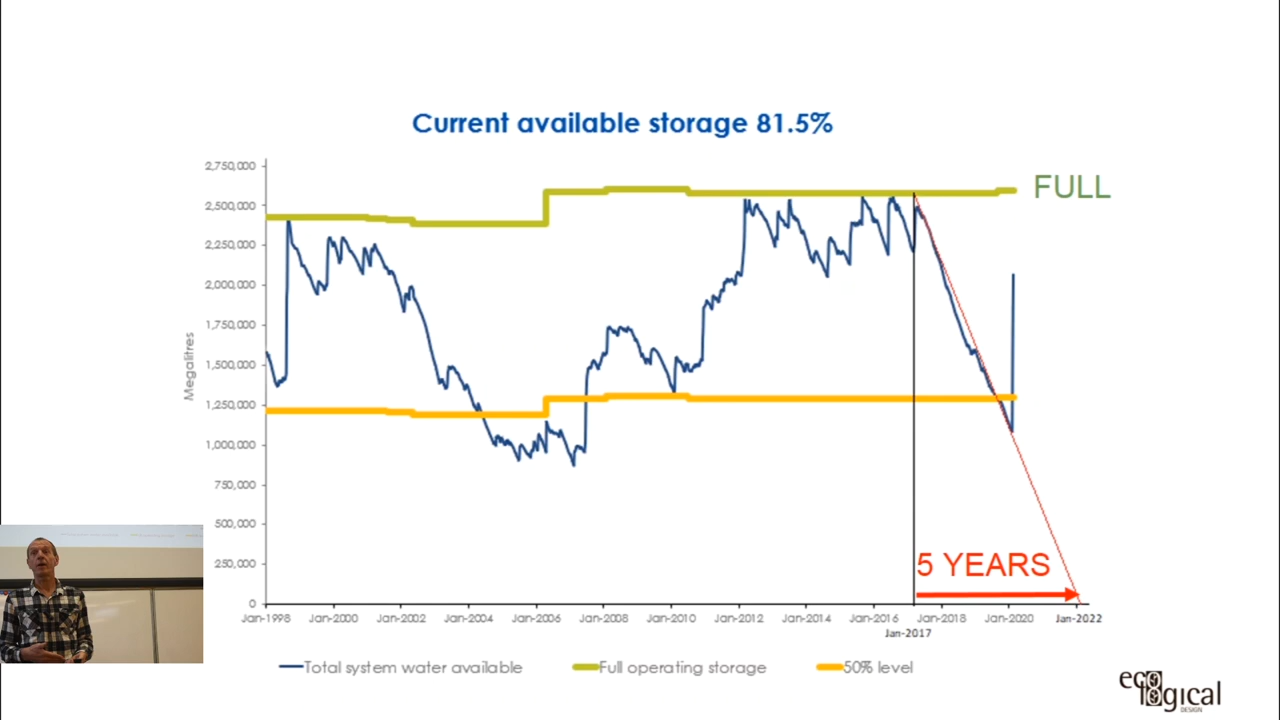 Current available storage 81.5%
2,750,000
2,500,000
2,250,000
2,000,000
1,750,000
1,500,000
1,250,000
1,000,000
750,000
500,000
250,000
0
Megalitres
FULL
5 YEARS
Jan-1998 Jan-2000 Jan-2002 Jan-2004 Jan-2006 Jan-2008 Jan-2010 Jan-2012 Jan-2014 Jan-2016 Jan-2018 Jan-2020 Jan-2022
Jan-2017
Total system water available Full operating storage 50% level
ecological
DESIGN